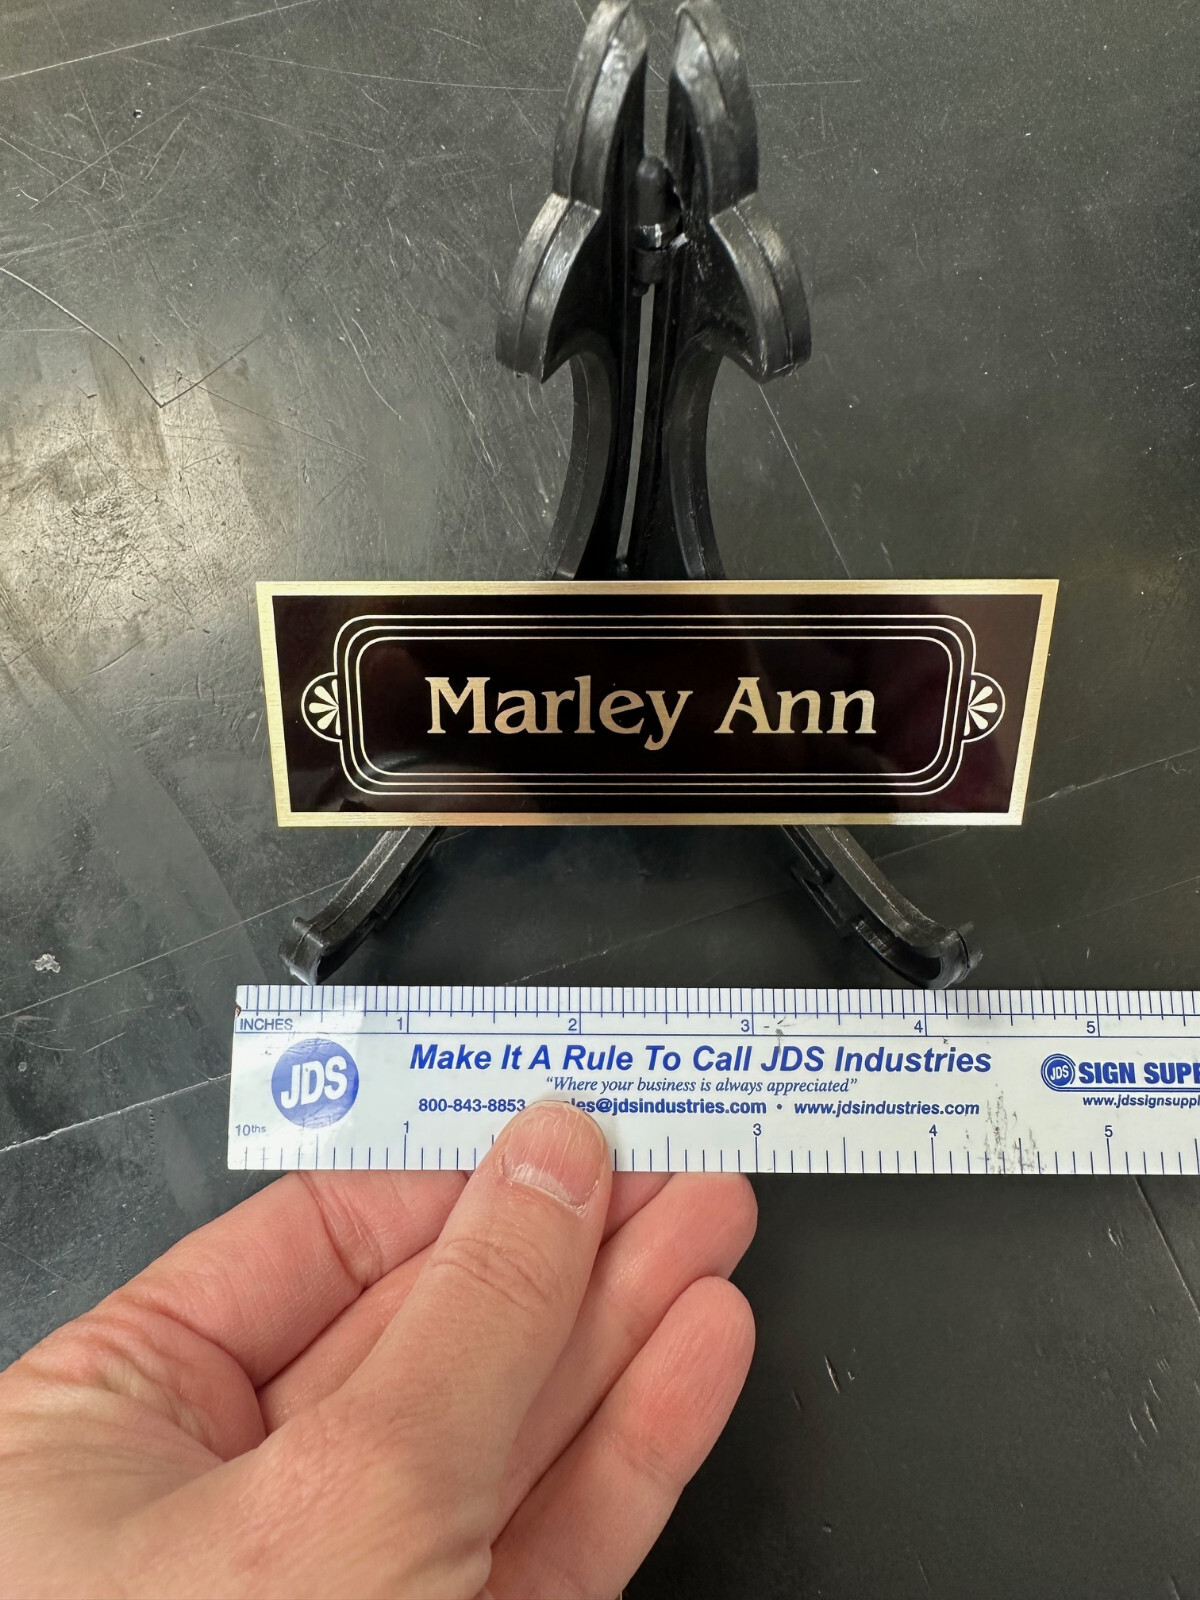 Marley Ann
INCHES 1 2 3 4 5
JDS
Make It A Rule To Call JDS Industries
"Where your business is always appreciated"
800-843-8853 @jdsindustries.com • www.jdsindustries.com
JDS SIGN
10ths 1 3 4 5